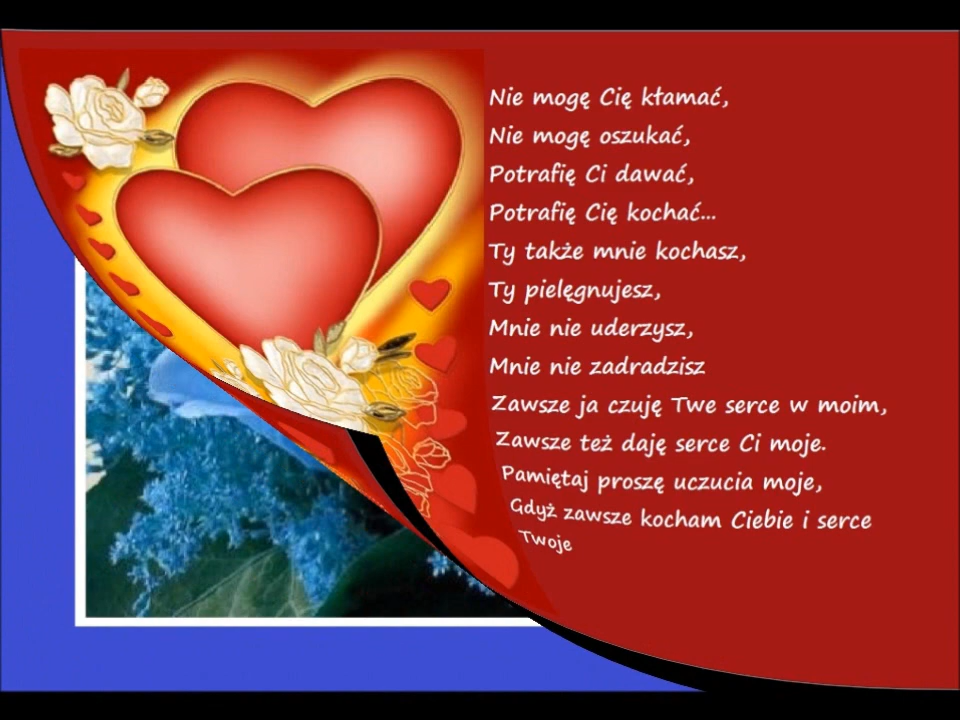 Nie mogę Cię kłamać,
Nie mogę oszukać,
Potrafię Ci dawać,
Potrafię Cię kochać...
Ty także mnie kochasz,
Ty pielęgnujesz,
Mnie nie uderzysz,
Mnie nie zadradzisz
Zawsze ja czuję Twe serce w moim,
Zawsze też daję serce Ci moje.
Pamiętaj proszę uczucia moje,
Gdyż zawsze kocham Ciebie i serce
Twoje